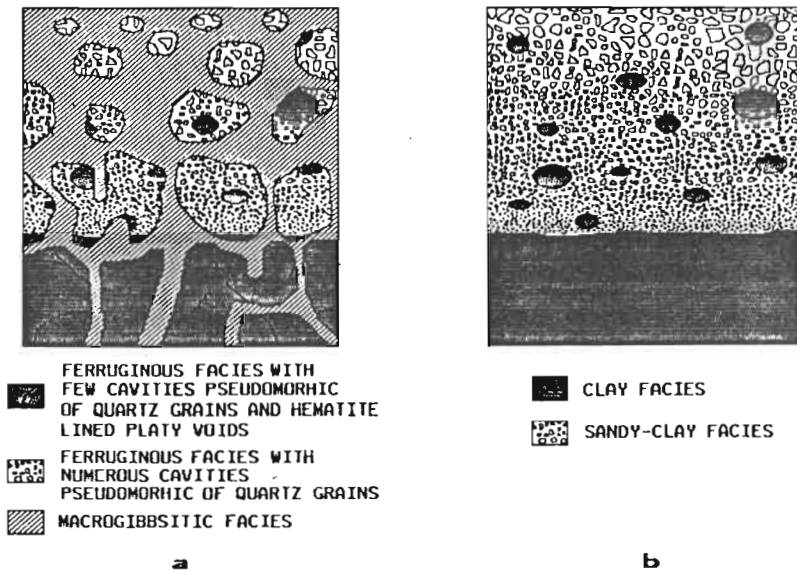 FERRUGINOUS FACIES WITH
FEW CAVITIES PSEUDOMORHIC
OF QUARTZ GRAINS AND HEMATITE
LINED PLATY VOIDS
FERRUGINOUS FACIES WITH
NUMEROUS CAVITIES
PSEUDOMORHIC OF QUARTZ GRAINS
MACROGIBBSITIC FACIES
a
CLAY FACIES
SANDY-CLAY FACIES
b